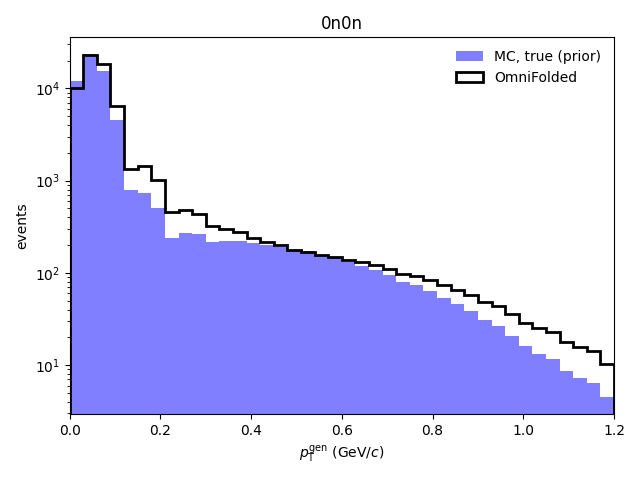 0n0n
MC, true (prior)
OmniFolded
events
10⁴
10³
10²
10¹
0.0 0.2 0.4 0.6 0.8 1.0 1.2
p_T^gen (GeV/c)